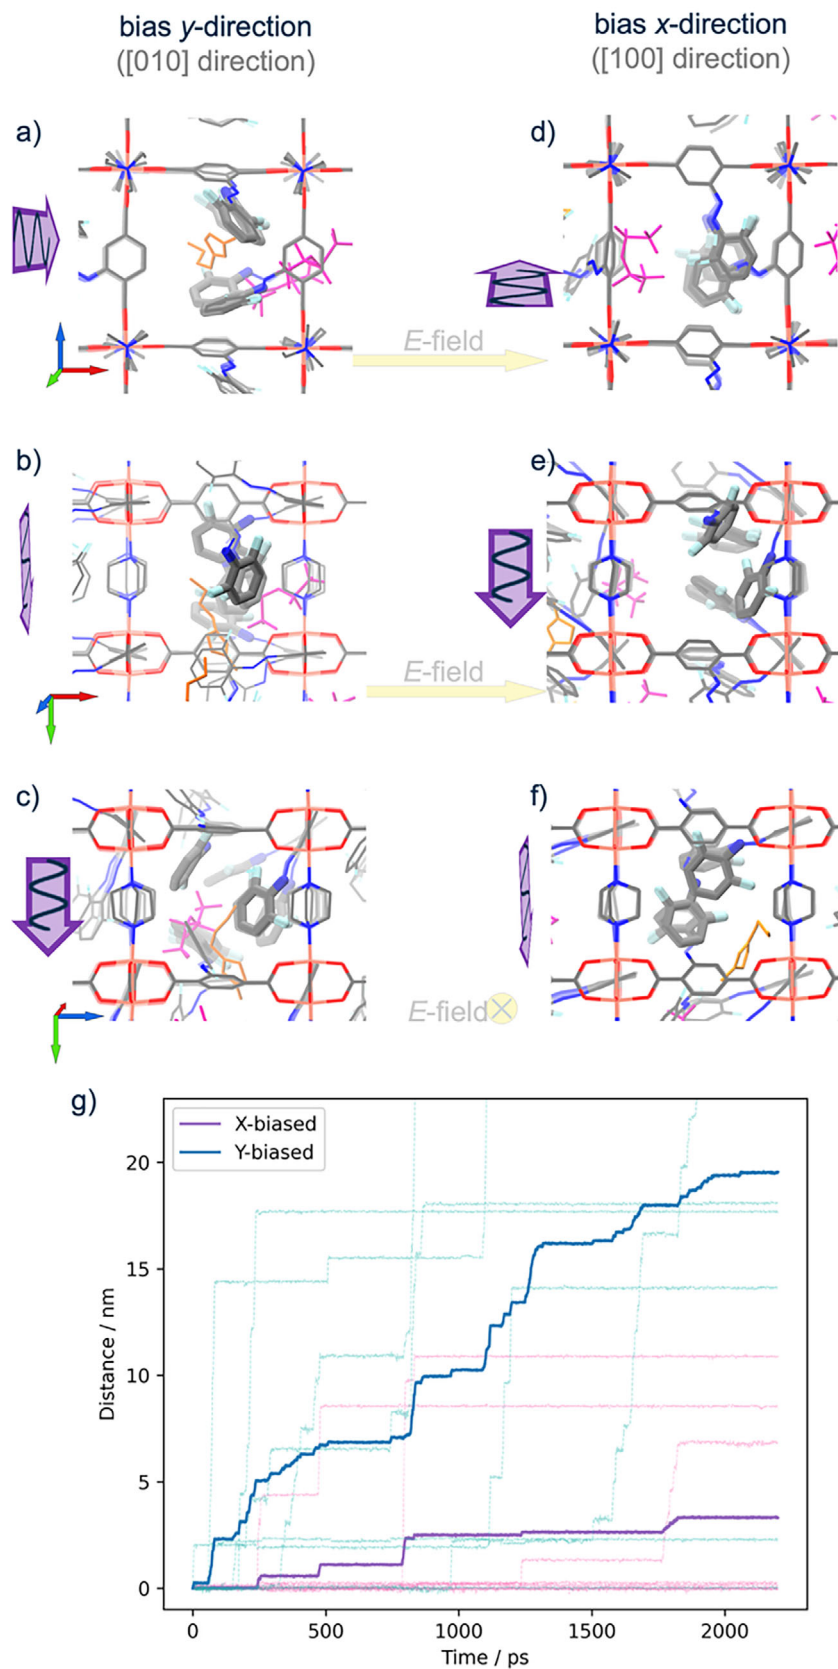 bias y-direction
([010] direction)
bias x-direction
([100] direction)
a)
d)
E-field
b)
e)
E-field
c)
f)
E-field
g)
X-biased
Y-biased
20
15
10
5
0
Distance / nm
0 500 1000 1500 2000
Time / ps